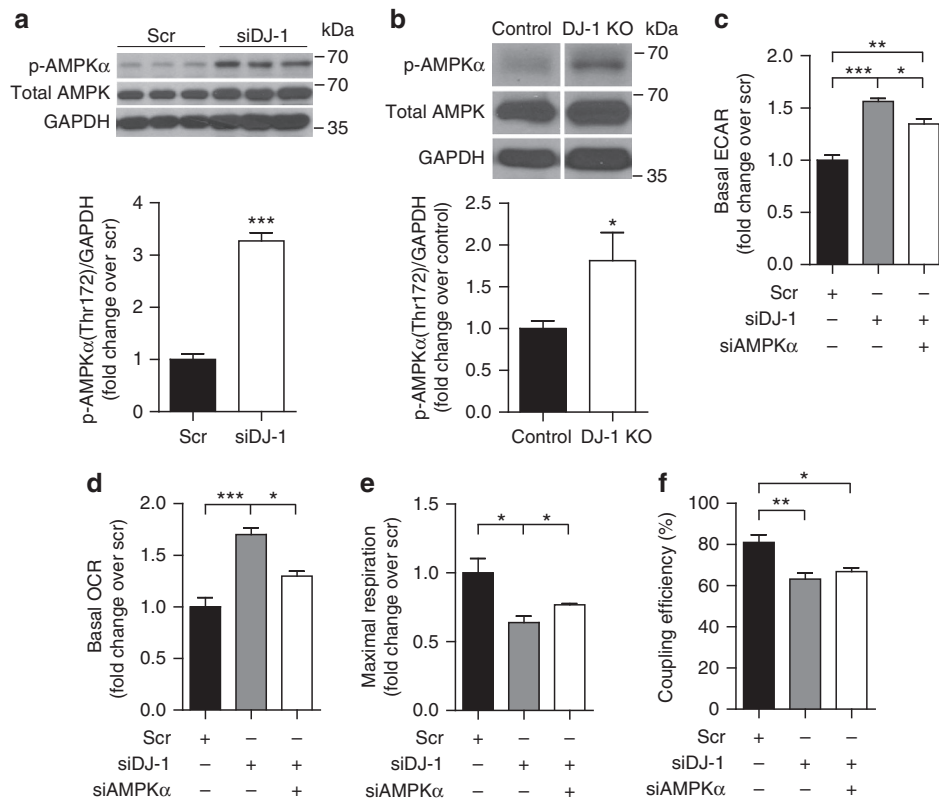 a
Scr siDJ-1 kDa
p-AMPKα 70
Total AMPK 70
GAPDH 35
p-AMPKα(Thr172)/GAPDH
(fold change over scr)
4
3
2
1
0
***
Scr siDJ-1
b
Control DJ-1 KO kDa
p-AMPKα 70
Total AMPK 70
GAPDH 35
p-AMPKα(Thr172)/GAPDH
(fold change over control)
2.5
2.0
1.5
1.0
0.5
0.0
*
Control DJ-1 KO
c
Basal ECAR
(fold change over scr)
2.0
1.5
1.0
0.5
0.0
**
*** *
Scr + – –
siDJ-1 – + +
siAMPKα – – +
d
Basal OCR
(fold change over scr)
2.0
1.5
1.0
0.5
0.0
*** *
Scr + – –
siDJ-1 – + +
siAMPKα – – +
e
Maximal respiration
(fold change over scr)
1.5
1.0
0.5
0.0
* *
Scr + – –
siDJ-1 – + +
siAMPKα – – +
f
Coupling efficiency (%)
100
80
60
40
20
0
*
**
Scr + – –
siDJ-1 – + +
siAMPKα – – +